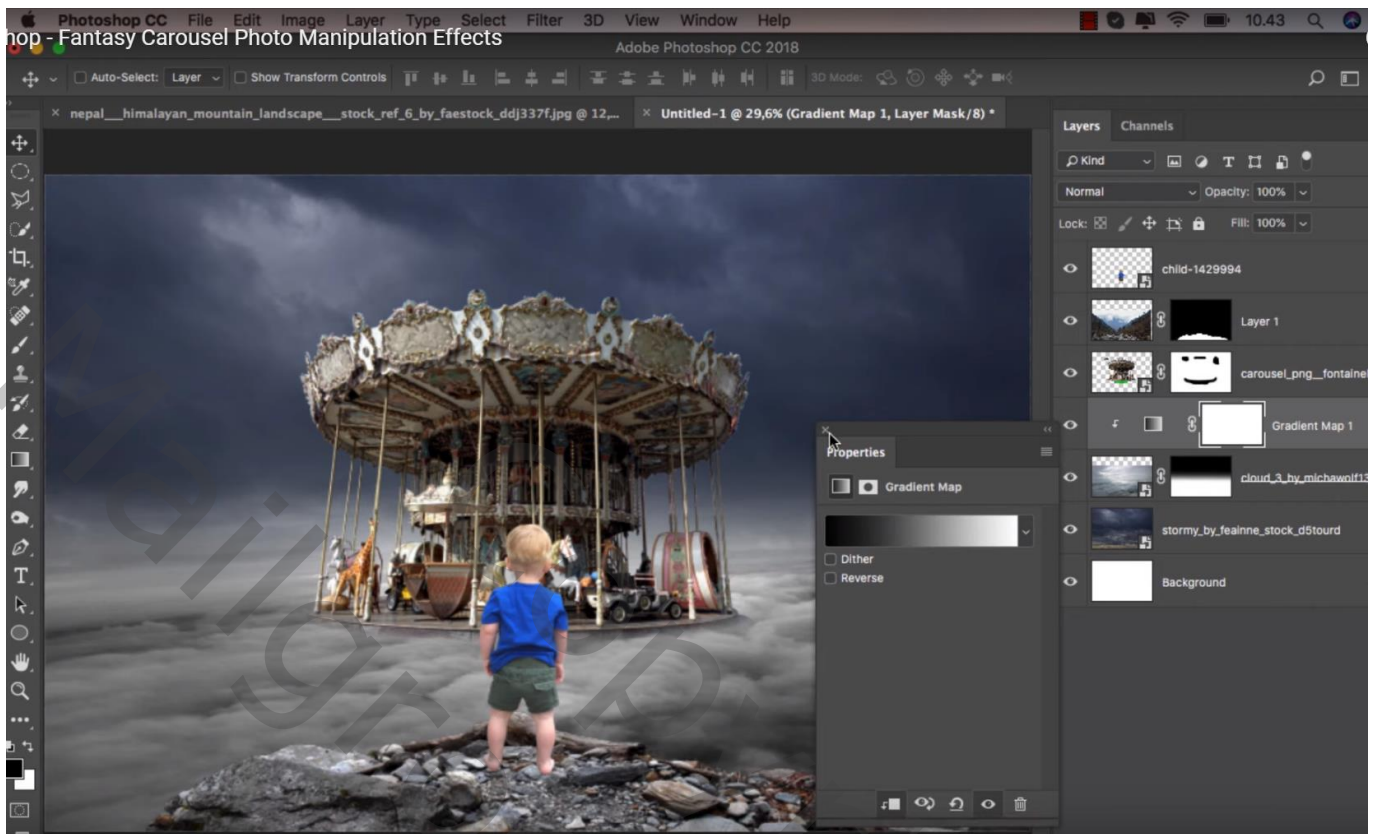 Photoshop CC File Edit Image Layer Type Select Filter 3D View Window Help 10.43
hop - Fantasy Carousel Photo Manipulation Effects
Adobe Photoshop CC 2018
Auto-Select: Layer Show Transform Controls 3D Mode:
nepal__himalayan_mountain_landscape__stock_ref_6_by_faestock_ddj337f.jpg @ 12,... Untitled-1 @ 29,6% (Gradient Map 1, Layer Mask/8) *
Layers Channels
Kind
Normal Opacity: 100%
Lock: Fill: 100%
child-1429994
Layer 1
carousel_png__fontainel
Gradient Map 1
Properties
cloud_3_by_michawolf13
Gradient Map
stormy_by_feainne_stock_d5tourd
Dither
Reverse
Background